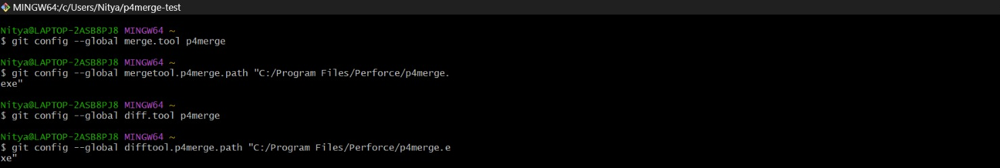 MINGW64:/c/Users/Nitya/p4merge-test
Nitya@LAPTOP-2ASB8PJ8 MINGW64 ~
$ git config --global merge.tool p4merge
Nitya@LAPTOP-2ASB8PJ8 MINGW64 ~
$ git config --global mergetool.p4merge.path "C:/Program Files/Perforce/p4merge.
exe"
Nitya@LAPTOP-2ASB8PJ8 MINGW64 ~
$ git config --global diff.tool p4merge
Nitya@LAPTOP-2ASB8PJ8 MINGW64 ~
$ git config --global difftool.p4merge.path "C:/Program Files/Perforce/p4merge.e
xe"